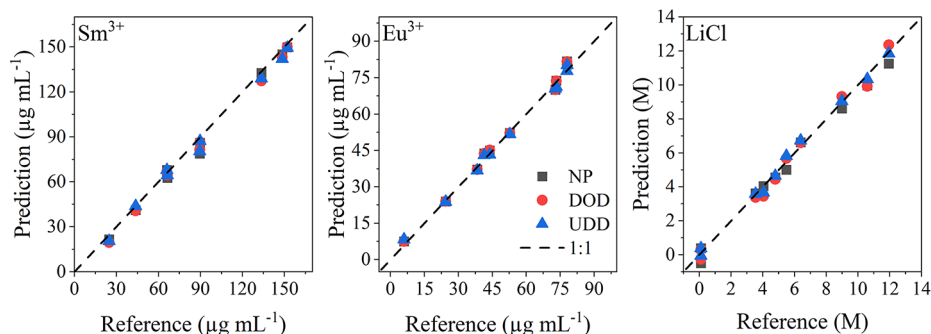 Sm³⁺
Prediction (µg mL⁻¹)
150
120
90
60
30
0
0 30 60 90 120 150
Reference (µg mL⁻¹)
Eu³⁺
Prediction (µg mL⁻¹)
90
75
60
45
30
15
0
0 15 30 45 60 75 90
Reference (µg mL⁻¹)
NP
DOD
UDD
1:1
LiCl
Prediction (M)
14
12
10
8
6
4
2
0
0 2 4 6 8 10 12 14
Reference (M)